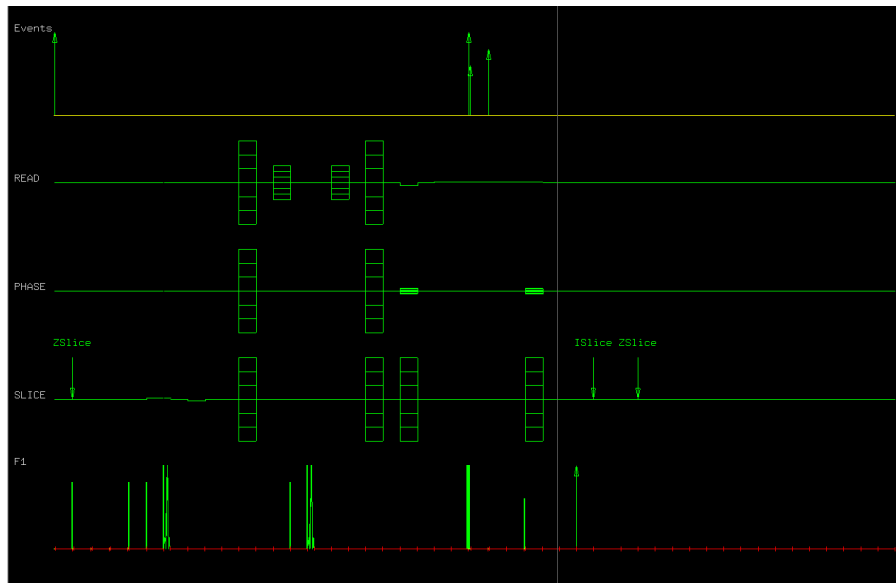 Events
READ
PHASE
ZSlice
ISlice ZSlice
SLICE
F1